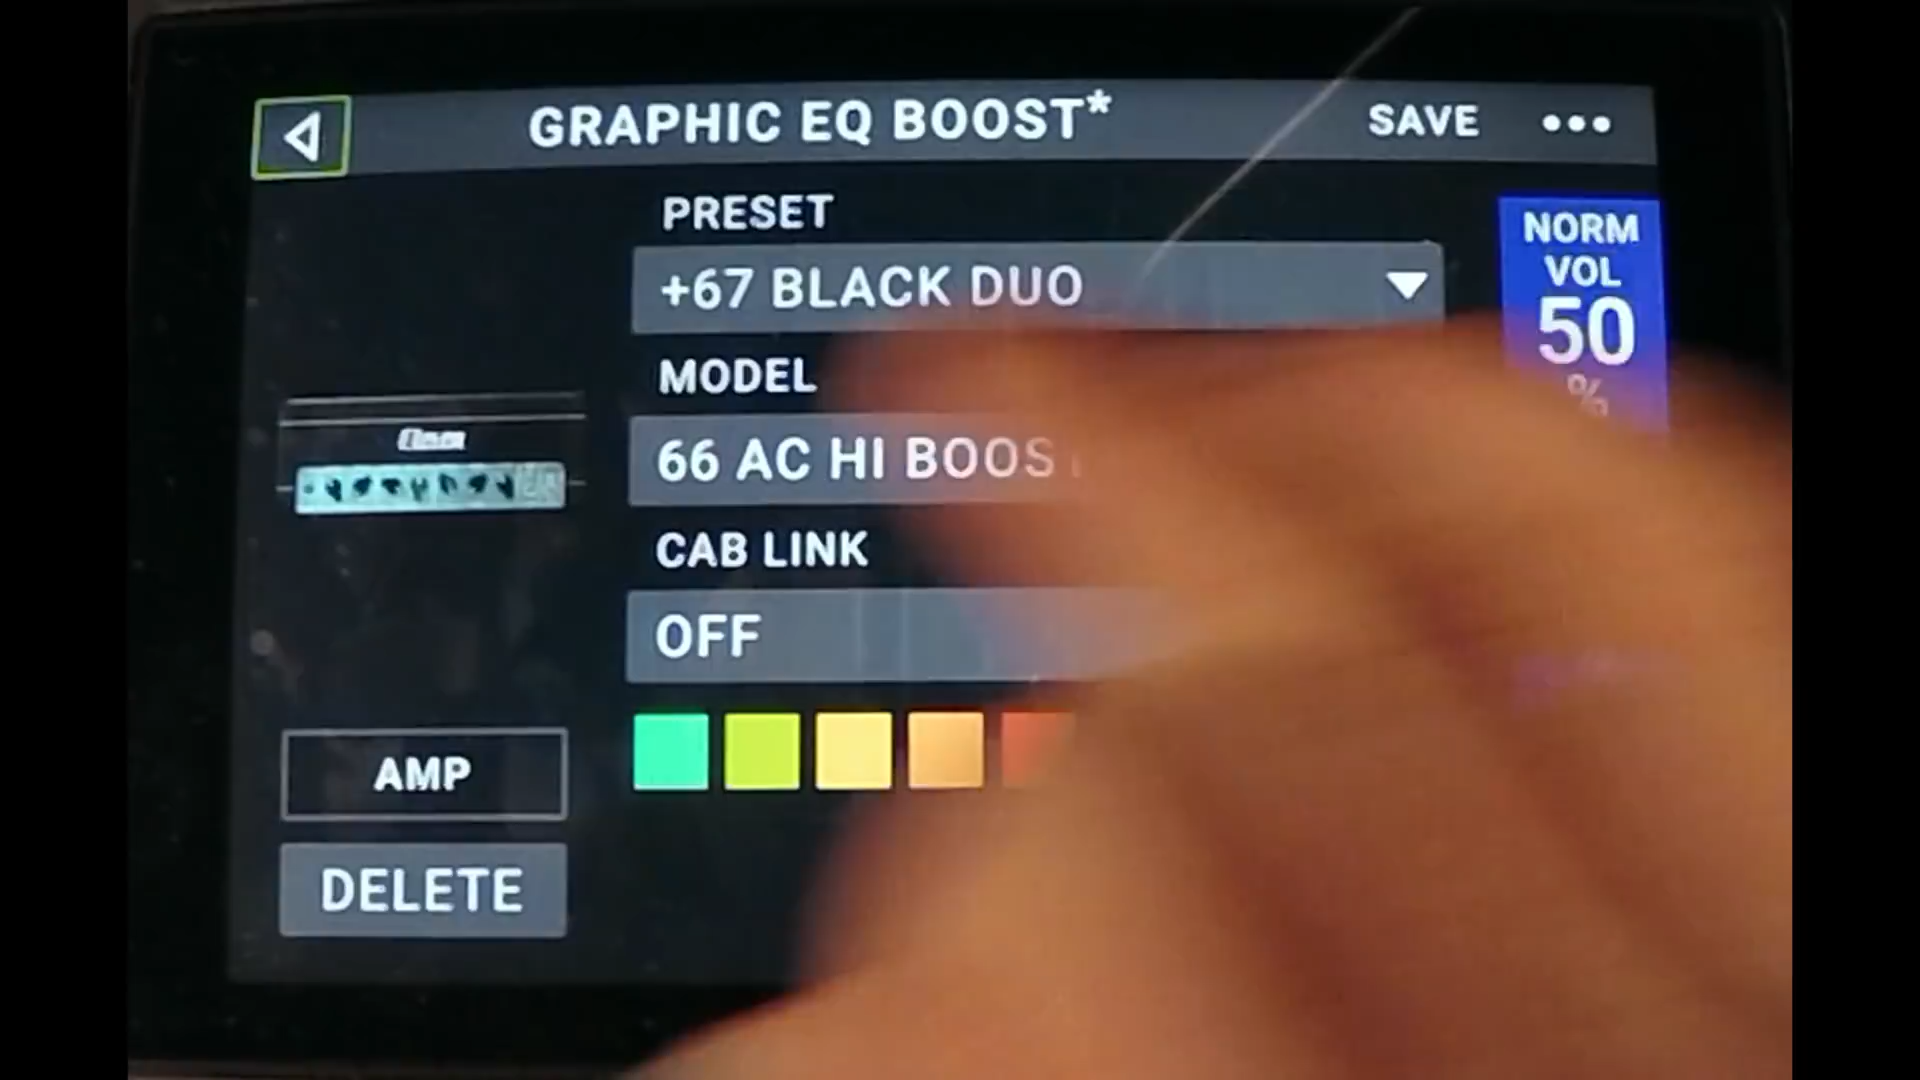 GRAPHIC EQ BOOST*
SAVE
PRESET
+67 BLACK DUO
NORM
VOL
50
%
MODEL
66 AC HI BOOST
CAB LINK
OFF
AMP
DELETE